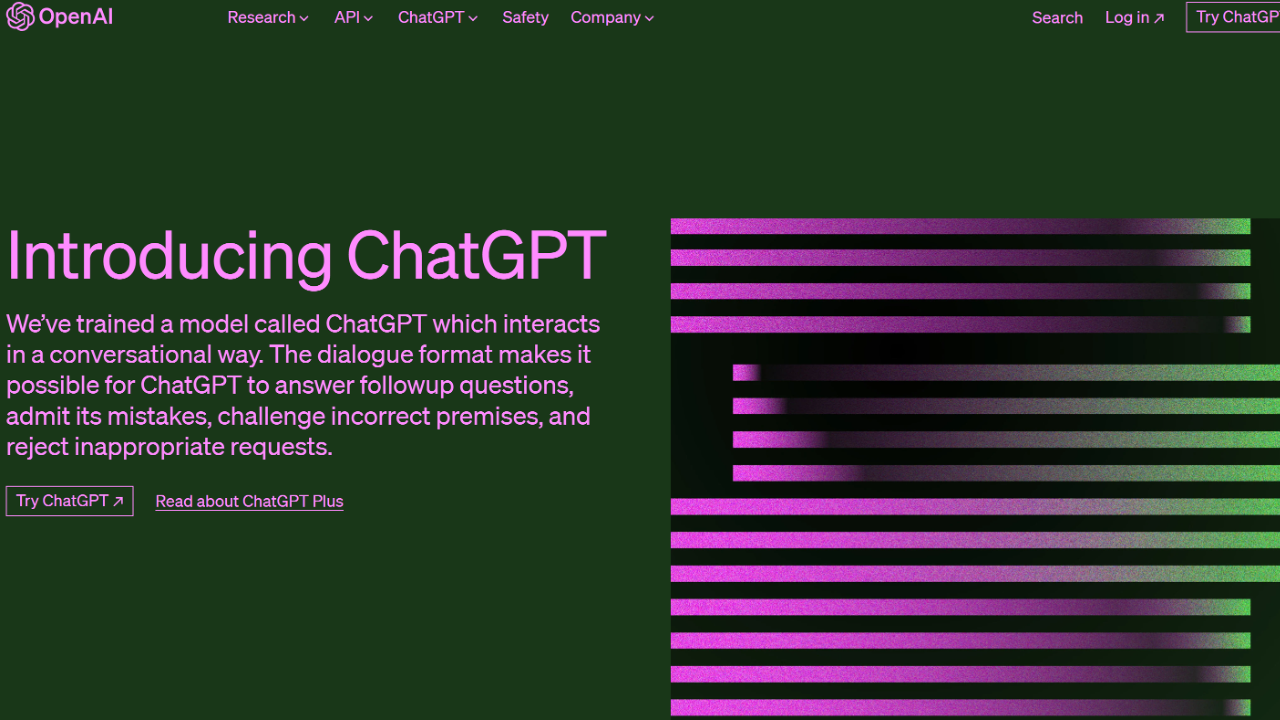 OpenAI
Research
API
ChatGPT
Safety
Company
Search
Log in
Try ChatGP
Introducing ChatGPT
We’ve trained a model called ChatGPT which interacts
in a conversational way. The dialogue format makes it
possible for ChatGPT to answer followup questions,
admit its mistakes, challenge incorrect premises, and
reject inappropriate requests.
Try ChatGPT
Read about ChatGPT Plus